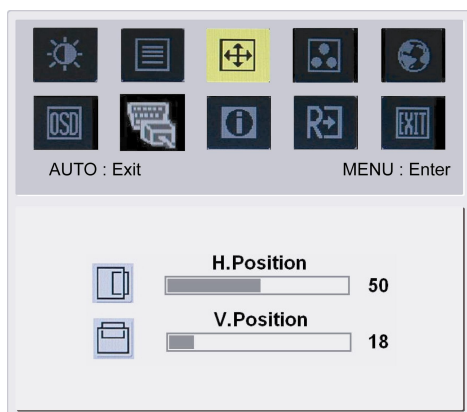 OSD
i
R
EXIT
AUTO : Exit MENU : Enter
H.Position
50
V.Position
18